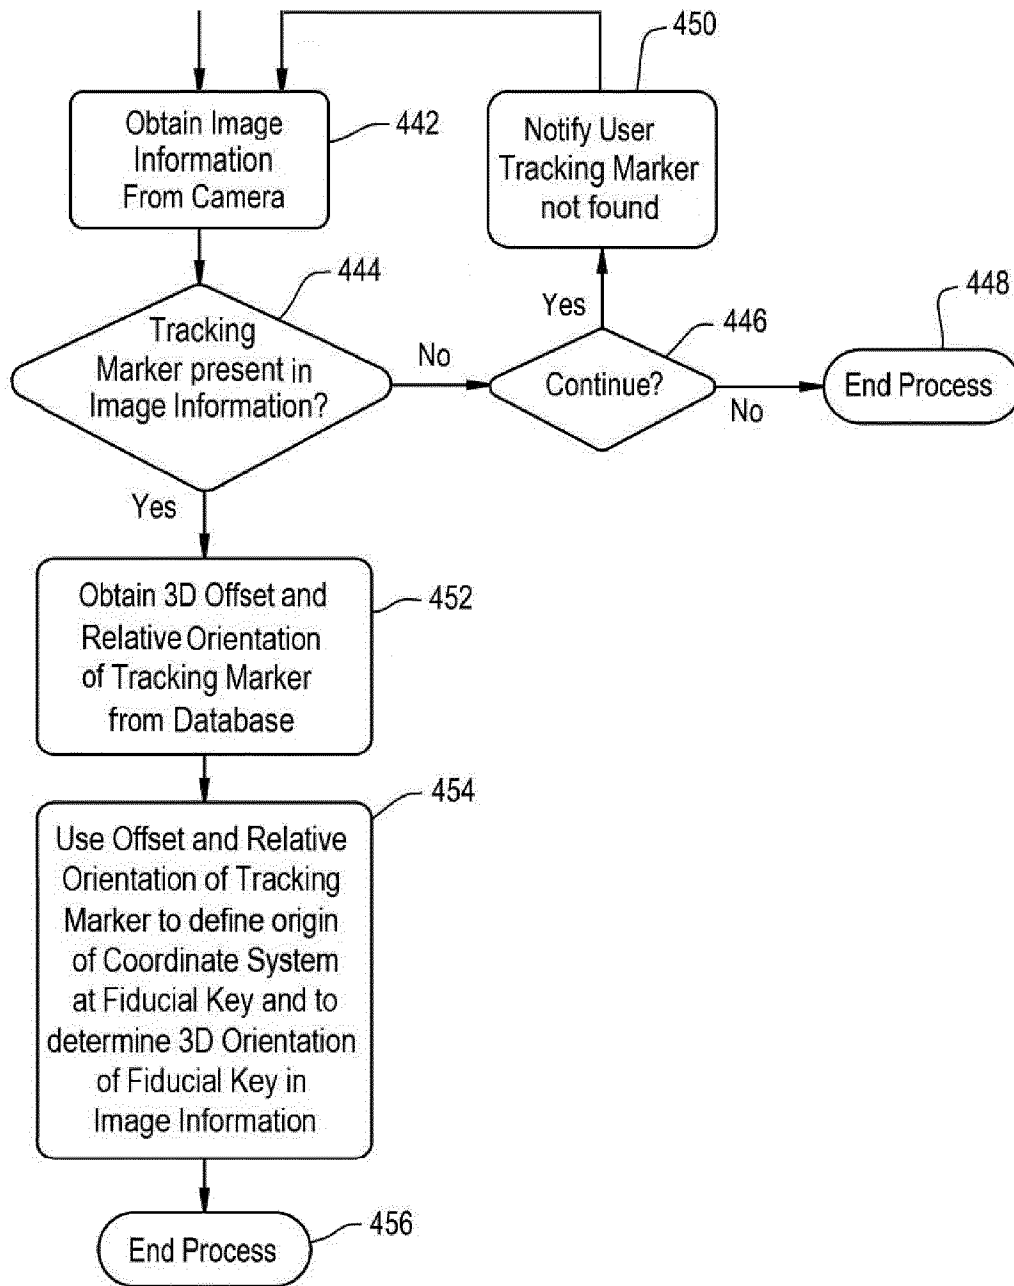 450
Obtain Image
Information
From Camera
442
Notify User
Tracking Marker
not found
444
Tracking
Marker present in
Image Information?
No
Yes
446
Continue?
No
448
End Process
Yes
Obtain 3D Offset and
Relative Orientation
of Tracking Marker
from Database
452
454
Use Offset and Relative
Orientation of Tracking
Marker to define origin
of Coordinate System
at Fiducial Key and to
determine 3D Orientation
of Fiducial Key in
Image Information
End Process
456